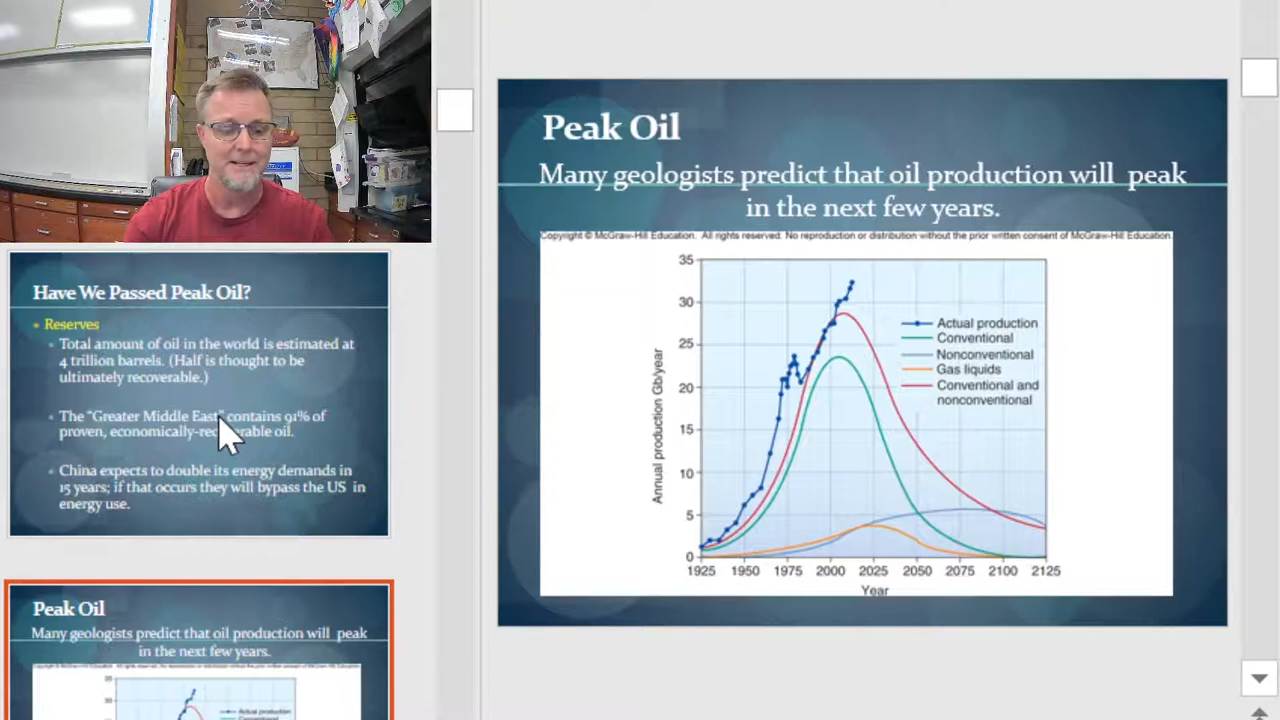 Have We Passed Peak Oil?
Reserves
Total amount of oil in the world is estimated at
4 trillion barrels. (Half is thought to be
ultimately recoverable.)
The "Greater Middle East" contains 91% of
proven, economically-recoverable oil.
China expects to double its energy demands in
15 years; if that occurs they will bypass the US in
energy use.
Peak Oil
Many geologists predict that oil production will peak
in the next few years.
Peak Oil
Many geologists predict that oil production will peak
in the next few years.
Copyright © McGraw-Hill Education. All rights reserved. No reproduction or distribution without the prior written consent of McGraw-Hill Education.
Annual production Gb/year
35
30
25
20
15
10
5
0
1925 1950 1975 2000 2025 2050 2075 2100 2125
Year
Actual production
Conventional
Nonconventional
Gas liquids
Conventional and
nonconventional